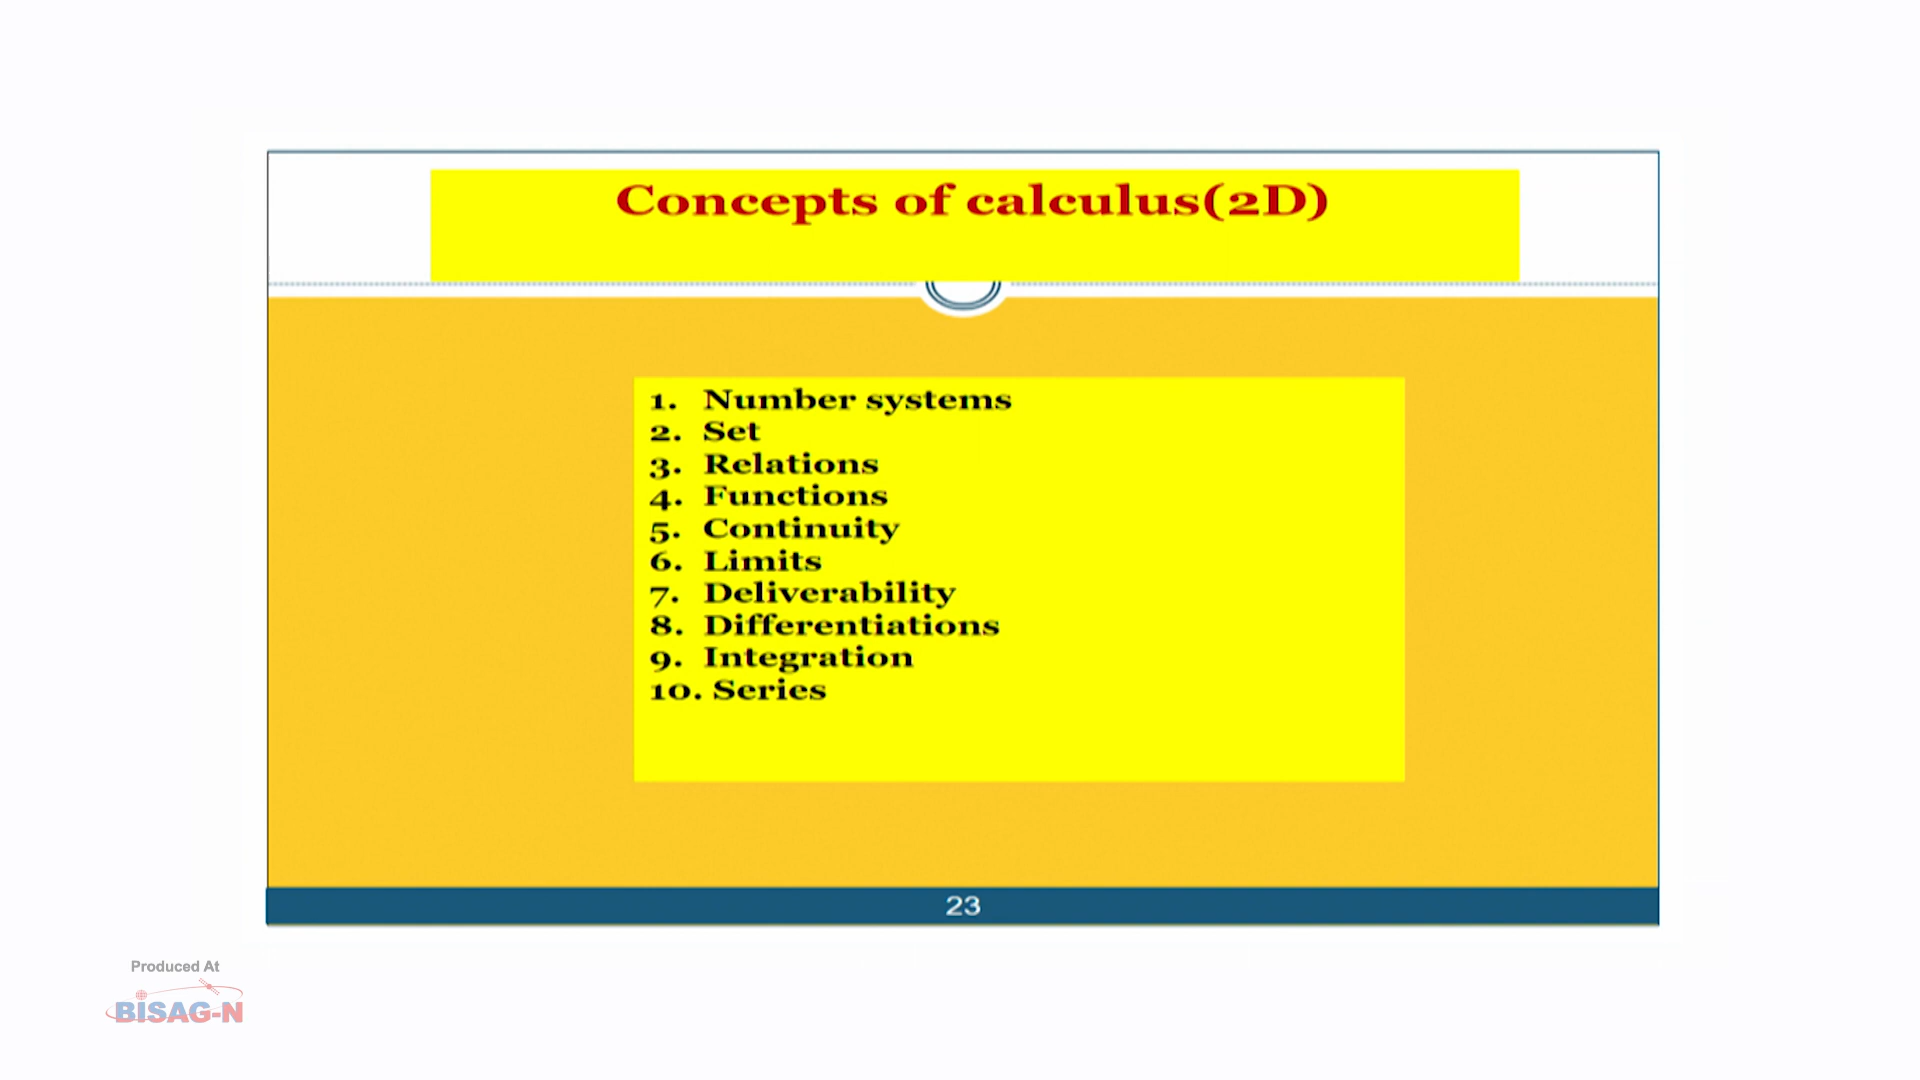 Concepts of calculus(2D)
1. Number systems
2. Set
3. Relations
4. Functions
5. Continuity
6. Limits
7. Deliverability
8. Differentiations
9. Integration
10. Series
23
Produced At
BISAG-N